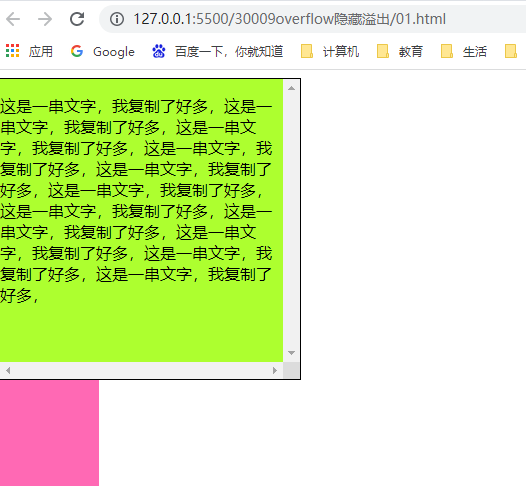 127.0.0.1:5500/30009overflow隐藏溢出/01.html
应用 Google 百度一下，你就知道 计算机 教育 生活
这是一串文字，我复制了好多，这是一
串文字，我复制了好多，这是一串文
字，我复制了好多，这是一串文字，我
复制了好多，这是一串文字，我复制了
好多，这是一串文字，我复制了好多，
这是一串文字，我复制了好多，这是一
串文字，我复制了好多，这是一串文
字，我复制了好多，这是一串文字，我
复制了好多，这是一串文字，我复制了
好多，